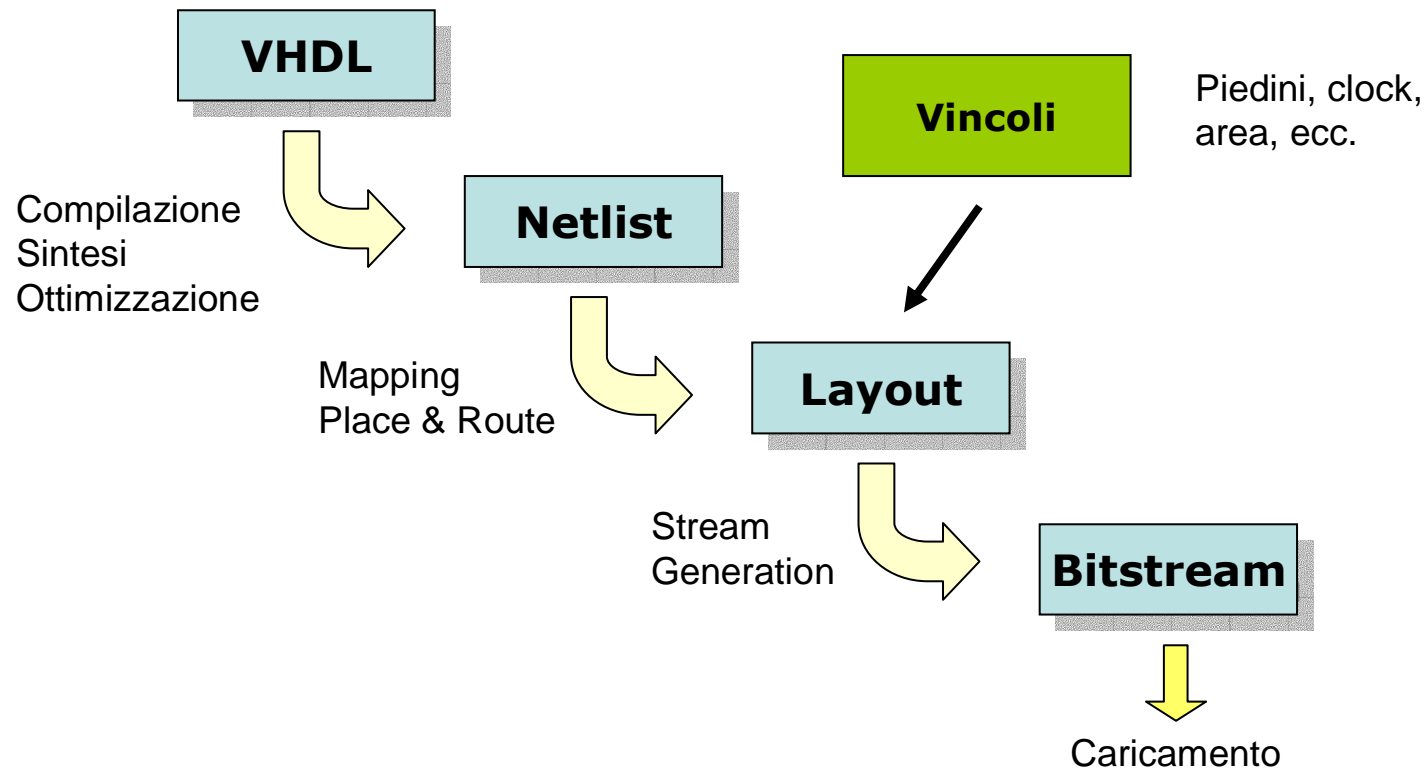 VHDL
Vincoli
Piedini, clock,
area, ecc.
Compilazione
Sintesi
Ottimizzazione
Netlist
Mapping
Place & Route
Layout
Stream
Generation
Bitstream
Caricamento